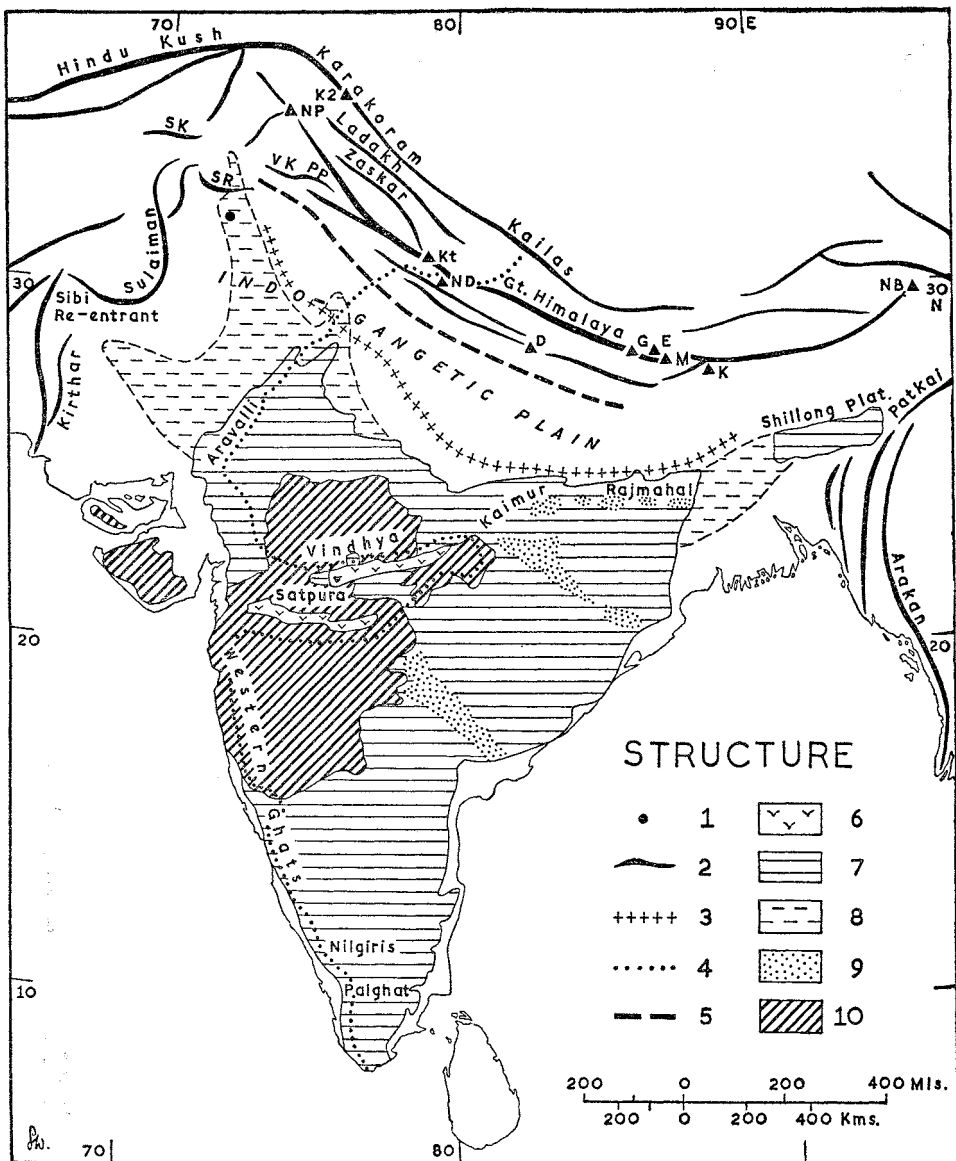 70 80 90E
Hindu Kush
Karakoram
K2
NP
SK
Ladakh
Zaskar
VK PP
SR
Sulaiman
Kailas
Kt
30
INDO GANGETIC PLAIN
ND
Gt. Himalaya
NB
30
N
Sibi
Re-entrant
D
G E
M
K
Kirthar
Shillong Plat.
Patkai
Aravalli
Kaimur
Rajmahal
Vindhya
Satpura
Arakan
20
20
Western Ghats
STRUCTURE
1 6
2 7
3 8
4 9
5 10
Nilgiris
Palghat
10
200 0 200 400 Mls.
200 0 200 400 Kms.
70 80